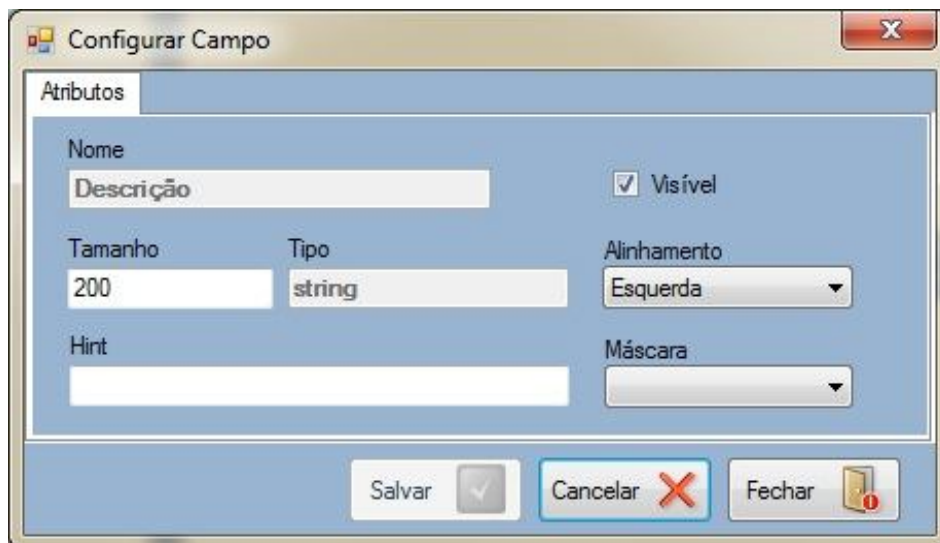 Configurar Campo
Atributos
Nome
Descrição
Visível
Tamanho Tipo Alinhamento
200 string Esquerda
Hint Máscara
Salvar Cancelar Fechar